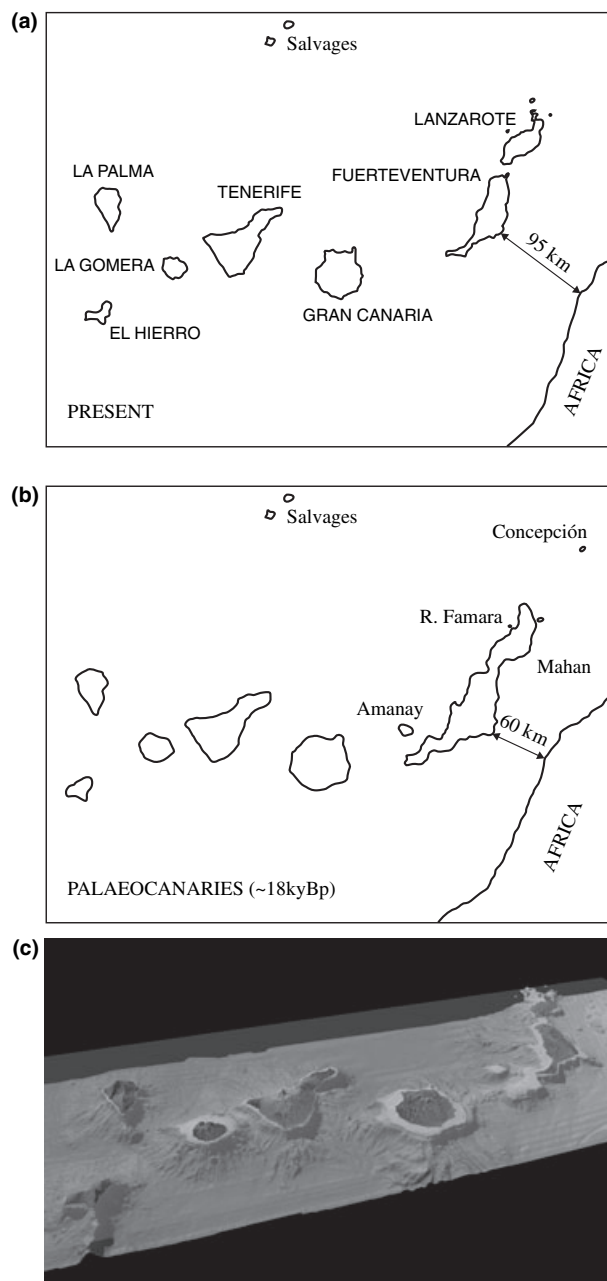 (a)
Salvages
LANZAROTE
LA PALMA
FUERTEVENTURA
TENERIFE
95 km
LA GOMERA
GRAN CANARIA
EL HIERRO
AFRICA
PRESENT
(b)
Salvages
Concepción
R. Famara
Mahan
Amanay
60 km
AFRICA
PALAEOCANARIES (~18kyBp)
(c)